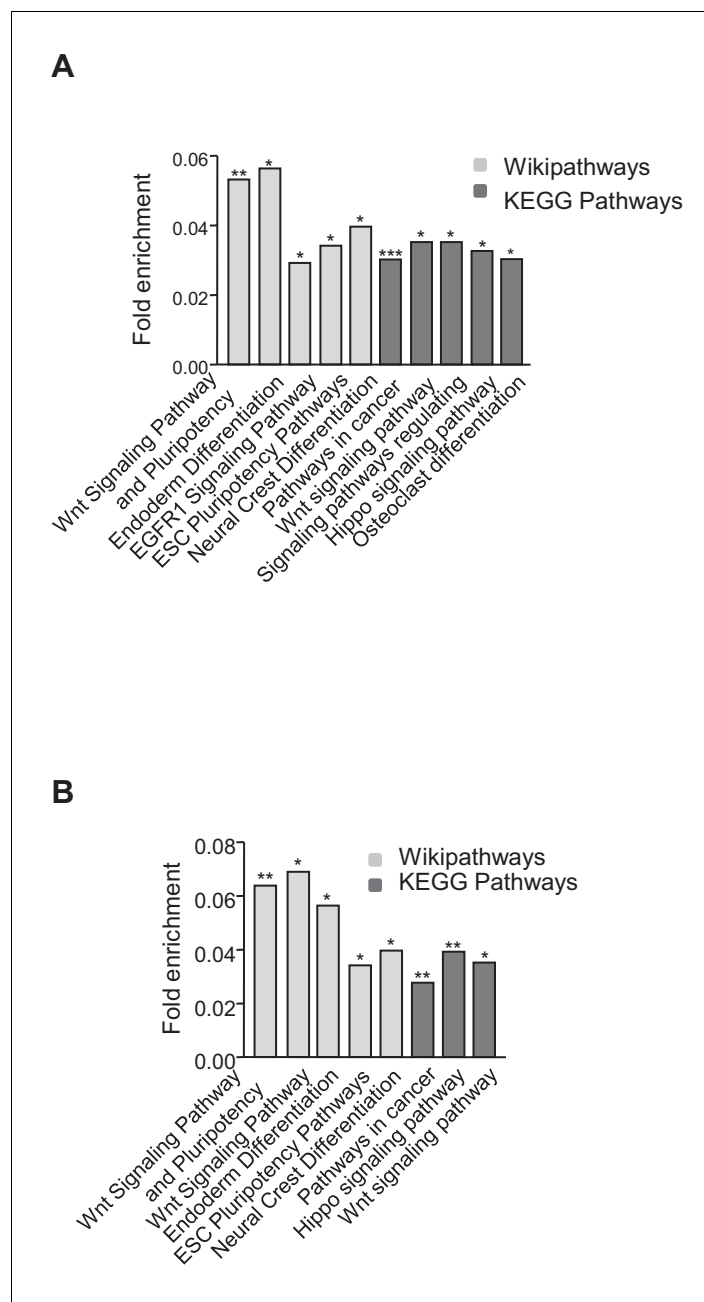 A
Fold enrichment
0.06
0.04
0.02
0.00
** * * * * *** * * * *
Wikipathways
KEGG Pathways
Wnt Signaling Pathway
and Pluripotency
Endoderm Differentiation
EGFR1 Signaling Pathway
ESC Pluripotency Pathways
Neural Crest Differentiation
Pathways in cancer
Wnt signaling pathway
Signaling pathways regulating
Hippo signaling pathway
Osteoclast differentiation
B
Fold enrichment
0.08
0.06
0.04
0.02
0.00
** * * * * ** ** *
Wikipathways
KEGG Pathways
Wnt Signaling Pathway
and Pluripotency
Wnt Signaling Pathway
Endoderm Differentiation
ESC Pluripotency Pathways
Neural Crest Differentiation
Pathways in cancer
Hippo signaling pathway
Wnt signaling pathway